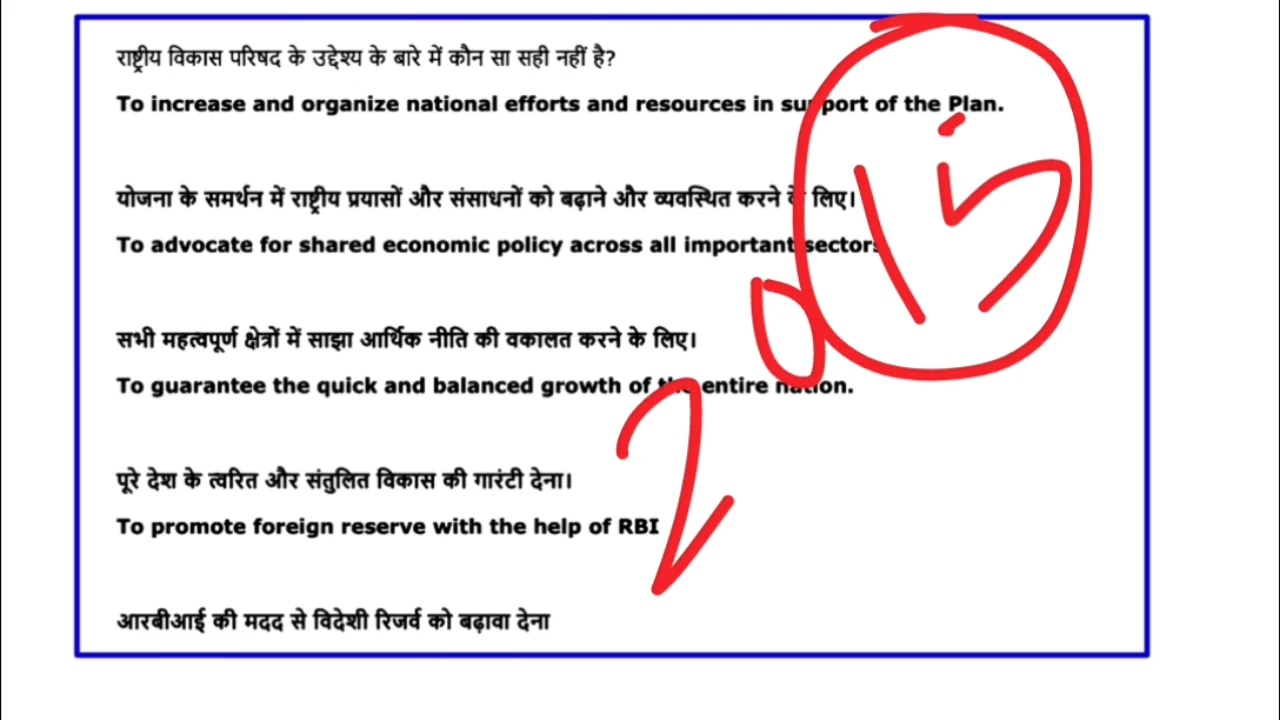 राष्ट्रीय विकास परिषद के उद्देश्य के बारे में कौन सा सही नहीं है?
To increase and organize national efforts and resources in support of the Plan.
योजना के समर्थन में राष्ट्रीय प्रयासों और संसाधनों को बढ़ाने और व्यवस्थित करने के लिए।
To advocate for shared economic policy across all important sectors
सभी महत्वपूर्ण क्षेत्रों में साझा आर्थिक नीति की वकालत करने के लिए।
To guarantee the quick and balanced growth of the entire nation.
पूरे देश के त्वरित और संतुलित विकास की गारंटी देना।
To promote foreign reserve with the help of RBI
आरबीआई की मदद से विदेशी रिजर्व को बढ़ावा देना
2015